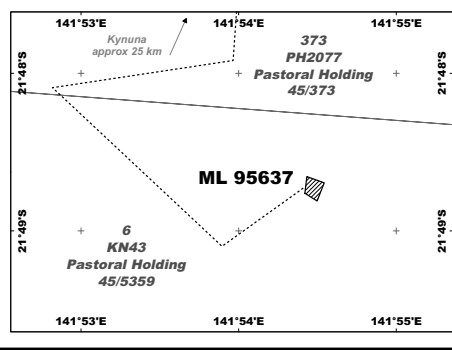 141°53'E 141°54'E 141°55'E
Kynuna
approx 25 km
373
PH2077
Pastoral Holding
45/373
21°48'S
21°48'S
ML 95637
21°49'S
21°49'S
6
KN43
Pastoral Holding
45/5359
141°53'E 141°54'E 141°55'E